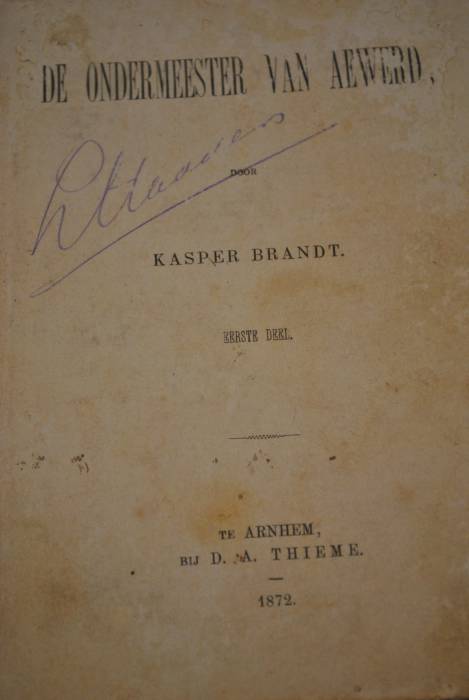 DE ONDERMEESTER VAN AEWERD,
DOOR
KASPER BRANDT.
EERSTE DEEL.
TE ARNHEM,
BIJ D. A. THIEME.
1872.